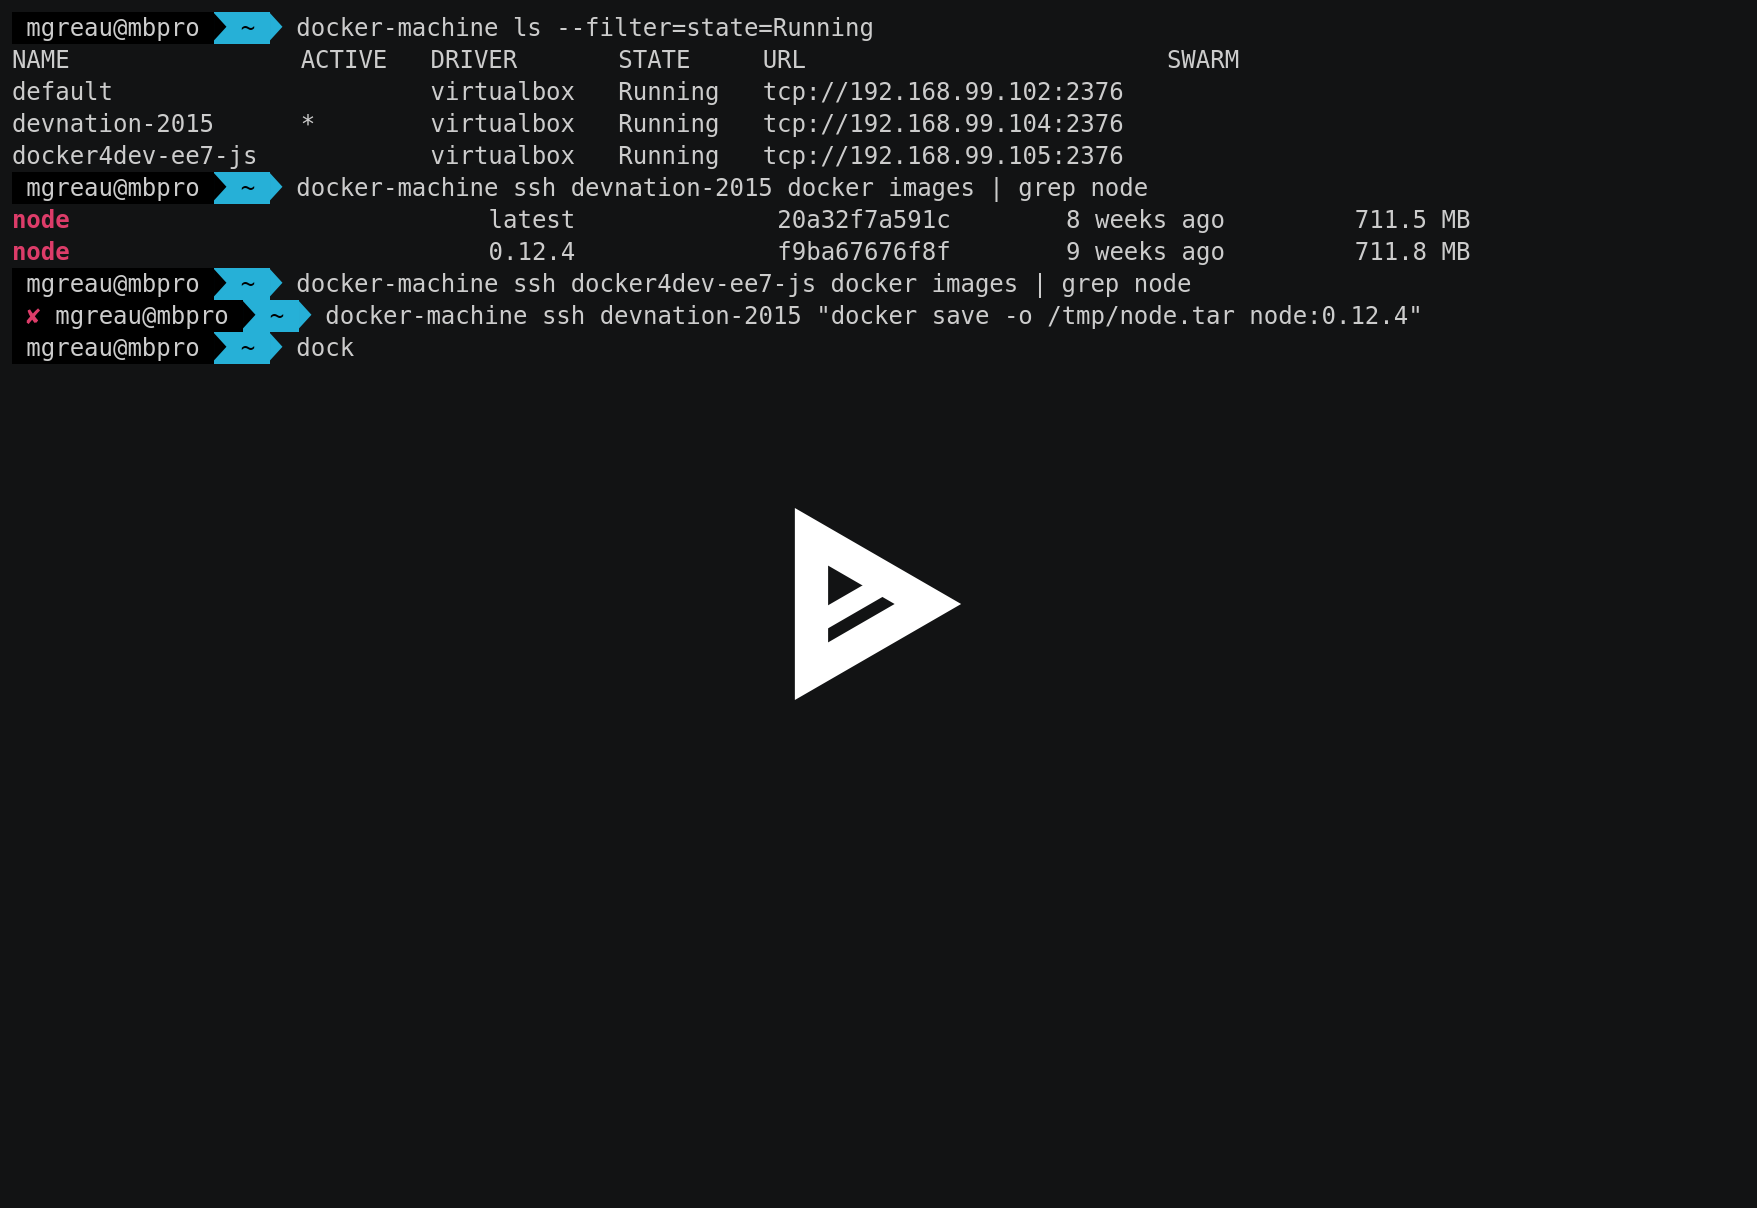 mgreau@mbpro ~ docker-machine ls --filter=state=Running
NAME ACTIVE DRIVER STATE URL SWARM
default virtualbox Running tcp://192.168.99.102:2376
devnation-2015 * virtualbox Running tcp://192.168.99.104:2376
docker4dev-ee7-js virtualbox Running tcp://192.168.99.105:2376
mgreau@mbpro ~ docker-machine ssh devnation-2015 docker images | grep node
node latest 20a32f7a591c 8 weeks ago 711.5 MB
node 0.12.4 f9ba67676f8f 9 weeks ago 711.8 MB
mgreau@mbpro ~ docker-machine ssh docker4dev-ee7-js docker images | grep node
✘ mgreau@mbpro ~ docker-machine ssh devnation-2015 "docker save -o /tmp/node.tar node:0.12.4"
mgreau@mbpro ~ dock